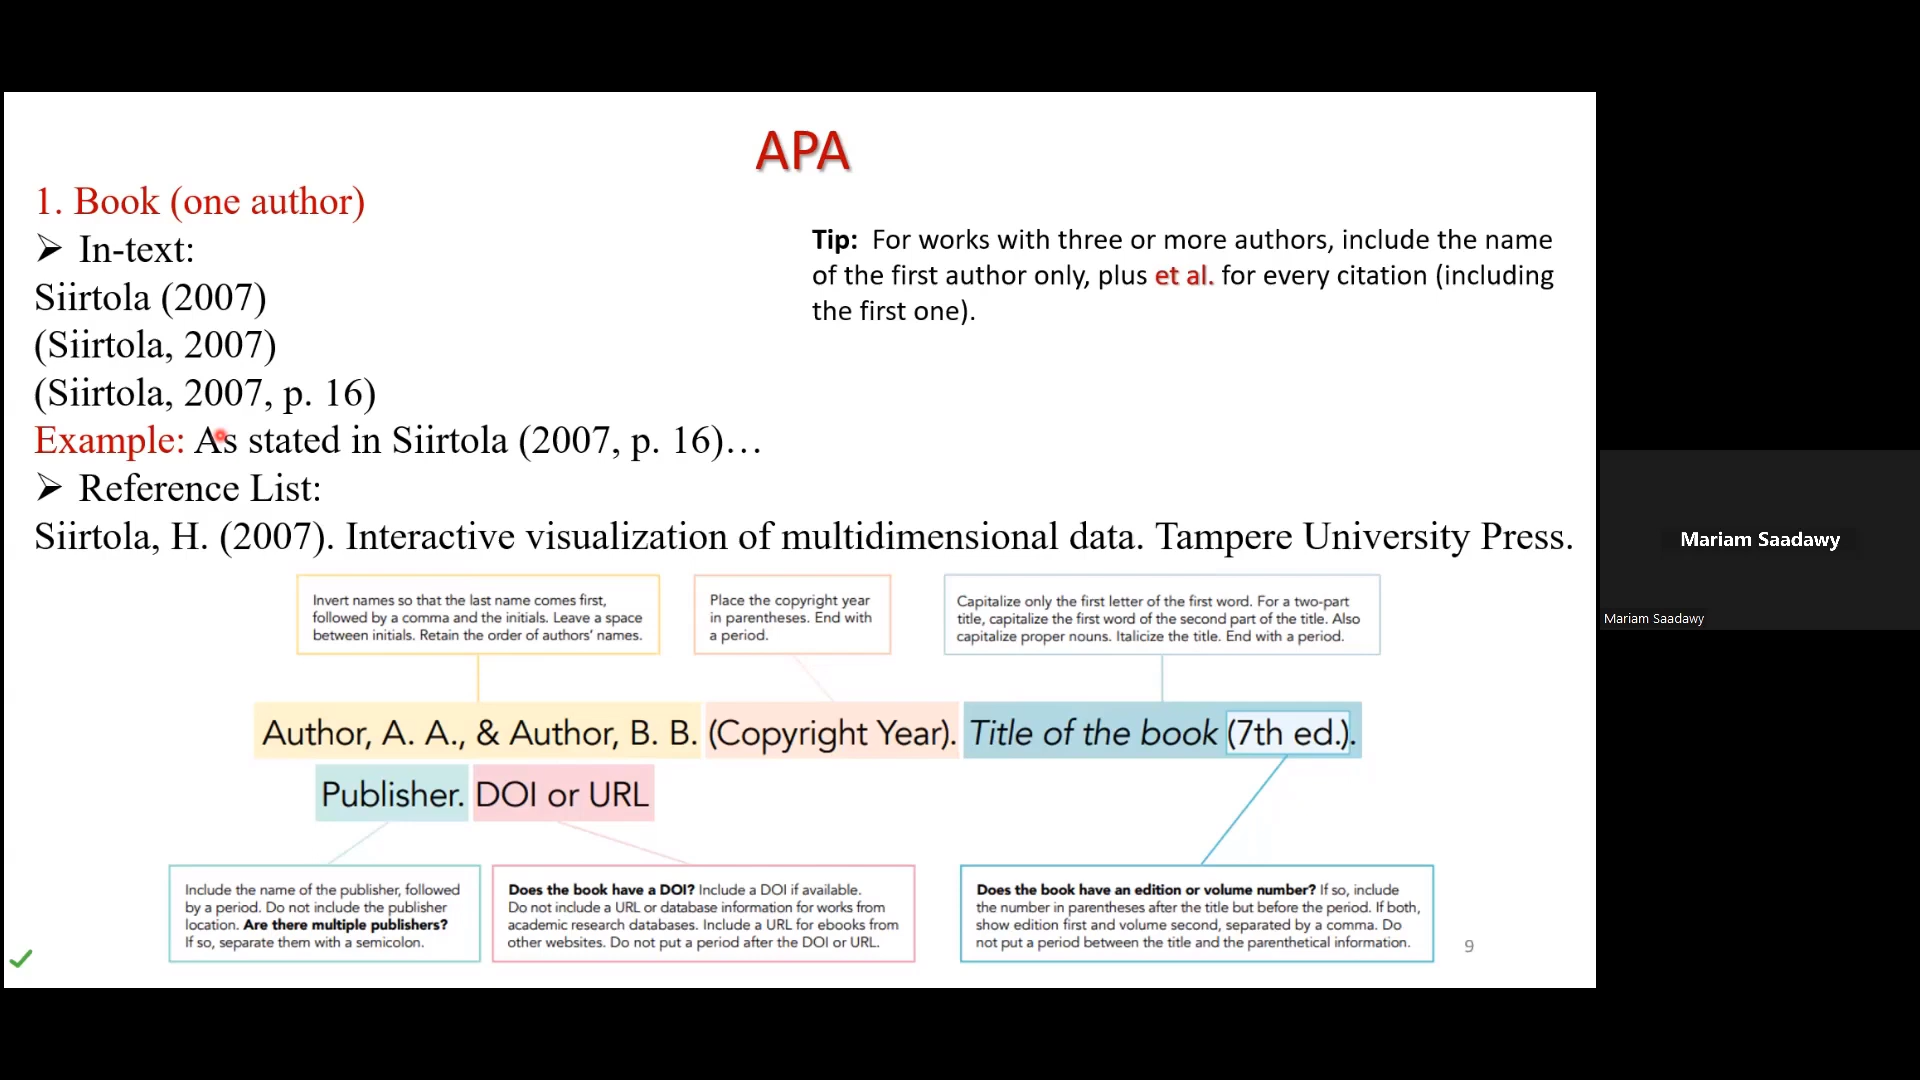 APA
1. Book (one author)
➢ In-text:
Siirtola (2007)
(Siirtola, 2007)
(Siirtola, 2007, p. 16)
Example: As stated in Siirtola (2007, p. 16)…
➢ Reference List:
Siirtola, H. (2007). Interactive visualization of multidimensional data. Tampere University Press.
Tip: For works with three or more authors, include the name
of the first author only, plus et al. for every citation (including
the first one).
Invert names so that the last name comes first,
followed by a comma and the initials. Leave a space
between initials. Retain the order of authors’ names.
Place the copyright year
in parentheses. End with
a period.
Capitalize only the first letter of the first word. For a two-part
title, capitalize the first word of the second part of the title. Also
capitalize proper nouns. Italicize the title. End with a period.
Author, A. A., & Author, B. B. (Copyright Year). Title of the book (7th ed.).
Publisher. DOI or URL
Include the name of the publisher, followed
by a period. Do not include the publisher
location. Are there multiple publishers?
If so, separate them with a semicolon.
Does the book have a DOI? Include a DOI if available.
Do not include a URL or database information for works from
academic research databases. Include a URL for ebooks from
other websites. Do not put a period after the DOI or URL.
Does the book have an edition or volume number? If so, include
the number in parentheses after the title but before the period. If both,
show edition first and volume second, separated by a comma. Do
not put a period between the title and the parenthetical information.
9
Mariam Saadawy
Mariam Saadawy